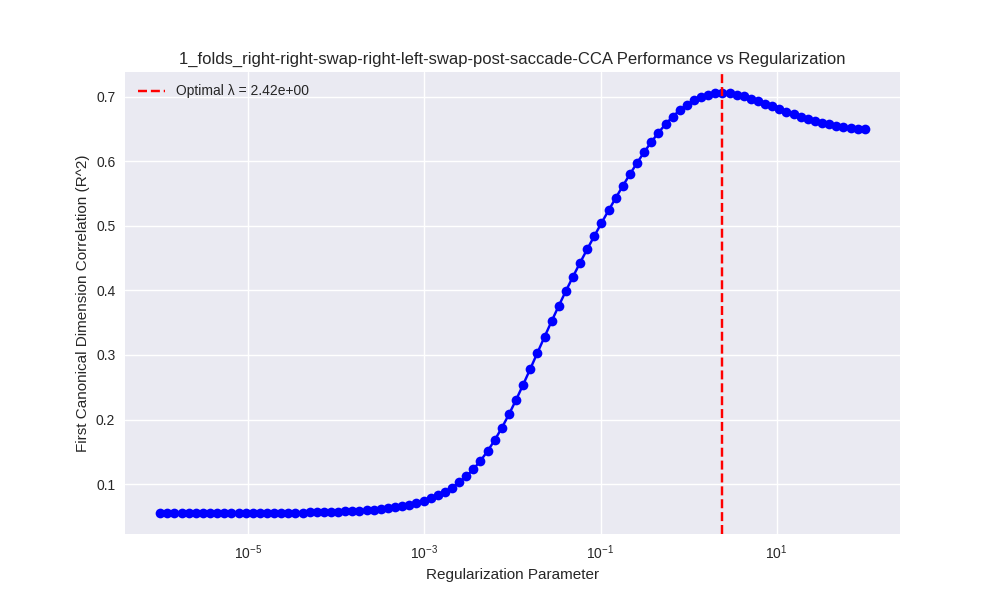 1_folds_right-right-swap-right-left-swap-post-saccade-CCA Performance vs Regularization
Optimal λ = 2.42e+00
First Canonical Dimension Correlation (R^2)
0.7
0.6
0.5
0.4
0.3
0.2
0.1
10⁻⁵ 10⁻³ 10⁻¹ 10¹
Regularization Parameter